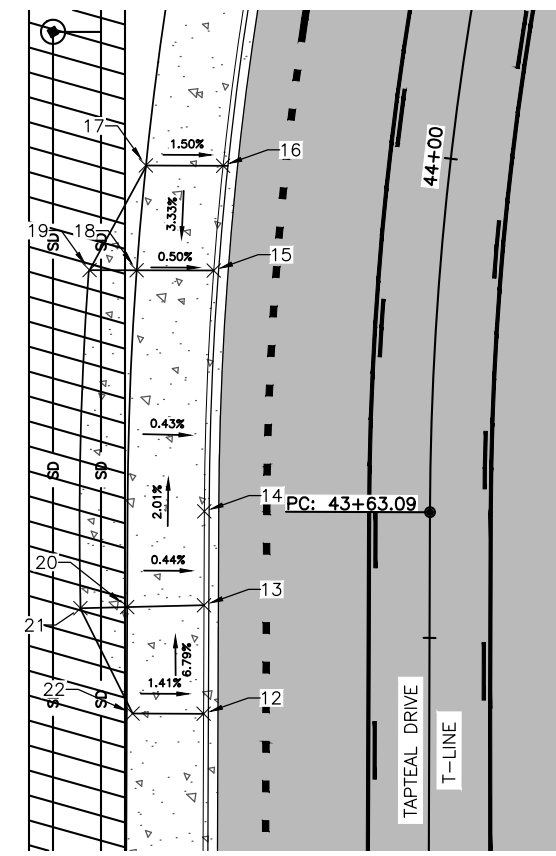 17
1.50%
16
44+00
3.33%
19
18
SD
SD
0.50%
15
0.43%
SD
SD
2.01%
14
PC: 43+63.09
0.44%
20
13
21
6.79%
1.41%
22
SD
SD
12
TAPTEAL DRIVE
T-LINE